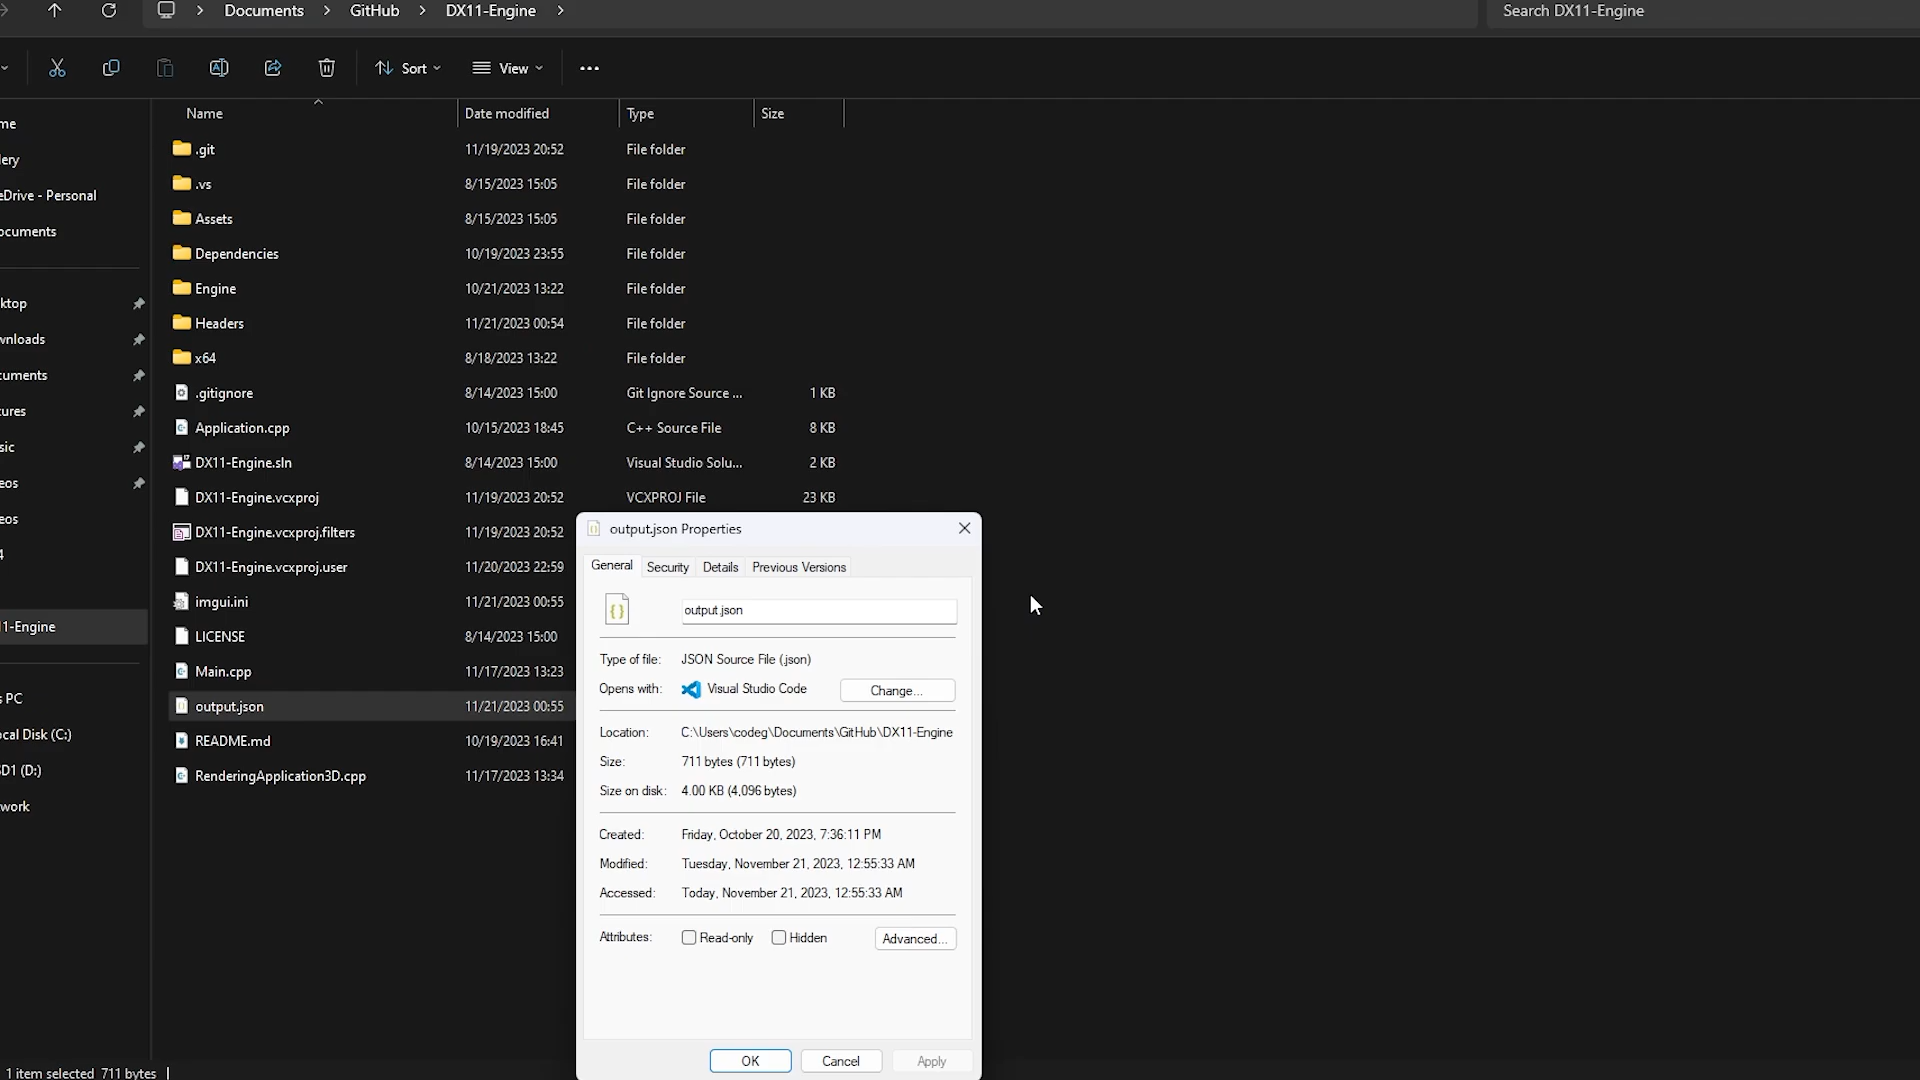 Documents > GitHub > DX11-Engine >
Search DX11-Engine
Sort
View
Name Date modified Type Size
.git 11/19/2023 20:52 File folder
.vs 8/15/2023 15:05 File folder
Assets 8/15/2023 15:05 File folder
Dependencies 10/19/2023 23:55 File folder
Engine 10/21/2023 13:22 File folder
Headers 11/21/2023 00:54 File folder
x64 8/18/2023 13:22 File folder
.gitignore 8/14/2023 15:00 Git Ignore Source ... 1 KB
Application.cpp 10/15/2023 18:45 C++ Source File 8 KB
DX11-Engine.sln 8/14/2023 15:00 Visual Studio Solu... 2 KB
DX11-Engine.vcxproj 11/19/2023 20:52 VCXPROJ File 23 KB
DX11-Engine.vcxproj.filters 11/19/2023 20:52
DX11-Engine.vcxproj.user 11/20/2023 22:59
imgui.ini 11/21/2023 00:55
LICENSE 8/14/2023 15:00
Main.cpp 11/17/2023 13:23
output.json 11/21/2023 00:55
README.md 10/19/2023 16:41
RenderingApplication3D.cpp 11/17/2023 13:34
me
lery
eDrive - Personal
ocuments
ktop
wnloads
cuments
tures
sic
eos
eos
4
11-Engine
s PC
ocal Disk (C:)
SD1 (D:)
work
1 item selected 711 bytes
output.json Properties
General Security Details Previous Versions
output.json
Type of file: JSON Source File (.json)
Opens with: Visual Studio Code Change...
Location: C:\Users\codeg\Documents\GitHub\DX11-Engine
Size: 711 bytes (711 bytes)
Size on disk: 4.00 KB (4,096 bytes)
Created: Friday, October 20, 2023, 7:36:11 PM
Modified: Tuesday, November 21, 2023, 12:55:33 AM
Accessed: Today, November 21, 2023, 12:55:33 AM
Attributes: Read-only Hidden Advanced...
OK Cancel Apply